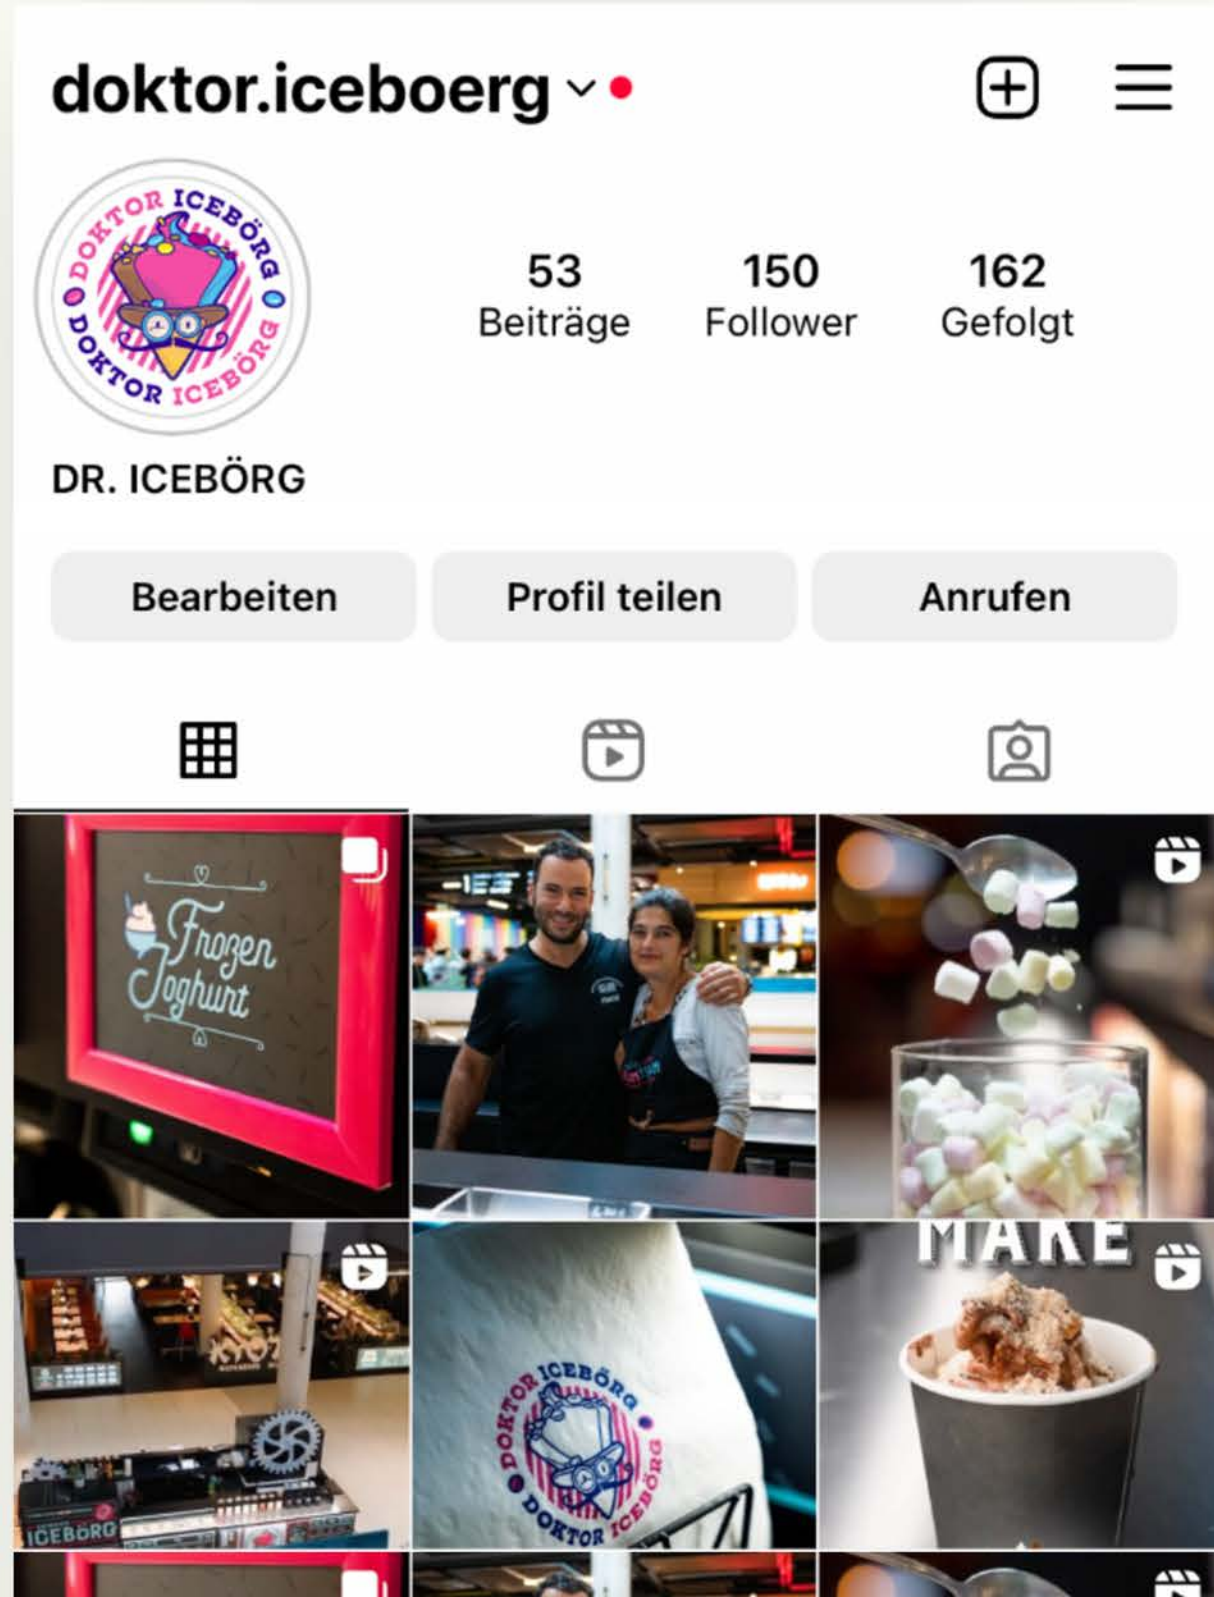 doktor.iceboerg
DOKTOR ICEBÖRG
DOKTOR ICEBÖRG
53
Beiträge
150
Follower
162
Gefolgt
DR. ICEBÖRG
Bearbeiten
Profil teilen
Anrufen
Frozen
Joghurt
MAKE
ICEBÖRG
DOKTOR ICEBÖRG
DOKTOR ICEBÖRG